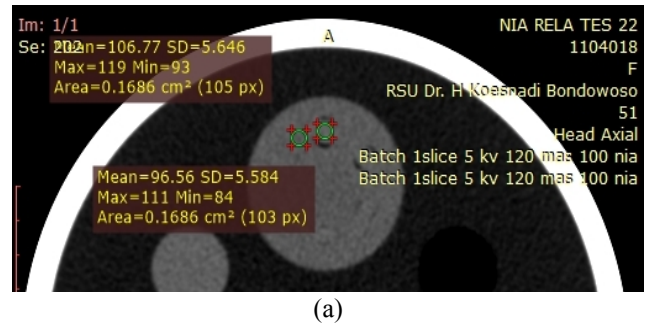 Im: 1/1
Se: 202
Mean=106.77 SD=5.646
Max=119 Min=93
Area=0.1686 cm² (105 px)
A
NIA RELA TES 22
1104018
F
RSU Dr. H Koesnadi Bondowoso
51
Head Axial
Batch 1slice 5 kv 120 mas 100 nia
Batch 1slice 5 kv 120 mas 100 nia
Mean=96.56 SD=5.584
Max=111 Min=84
Area=0.1686 cm² (103 px)
(a)